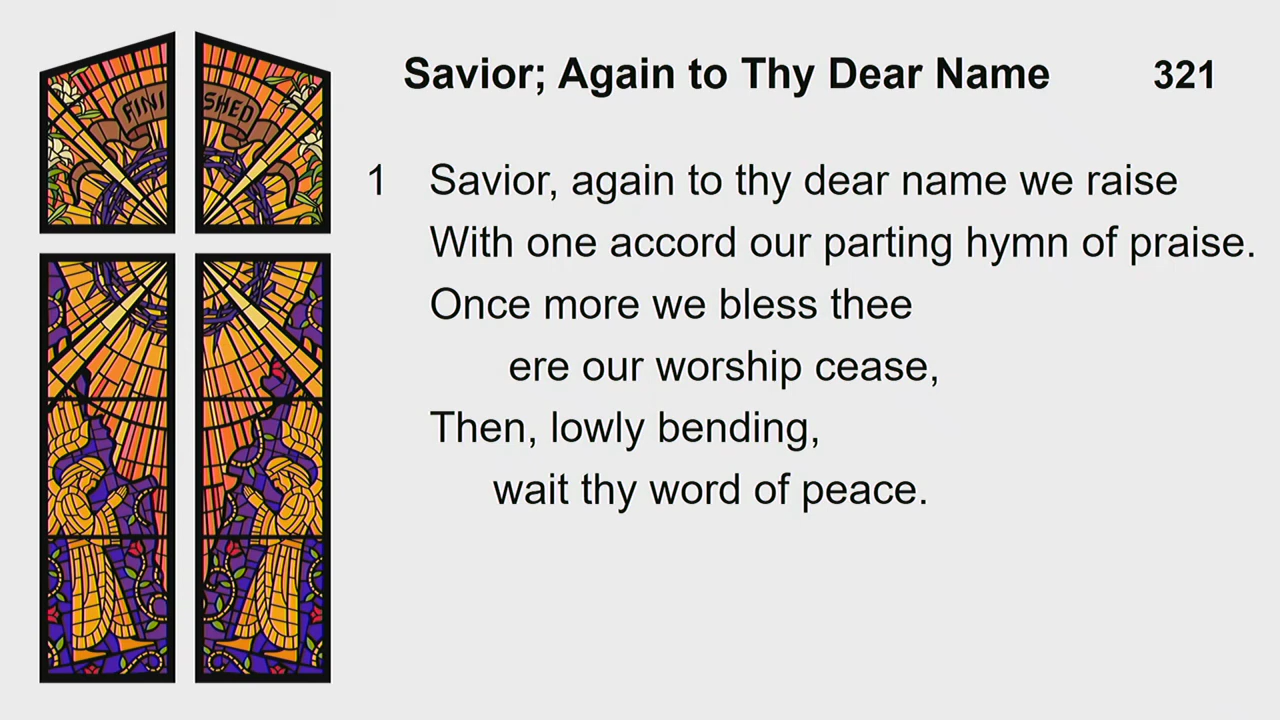 FINISHED
Savior; Again to Thy Dear Name 321
1 Savior, again to thy dear name we raise
With one accord our parting hymn of praise.
Once more we bless thee
ere our worship cease,
Then, lowly bending,
wait thy word of peace.